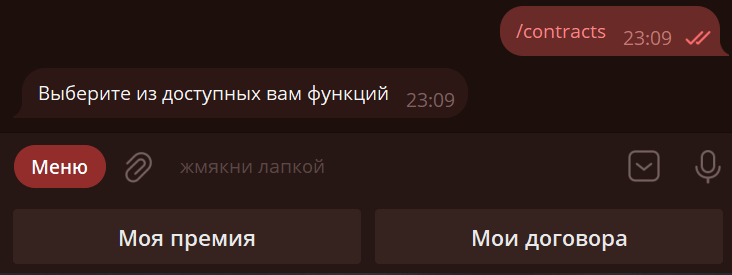 /contracts 23:09
Выберите из доступных вам функций 23:09
Меню жмякни лапкой
Моя премия Мои договора